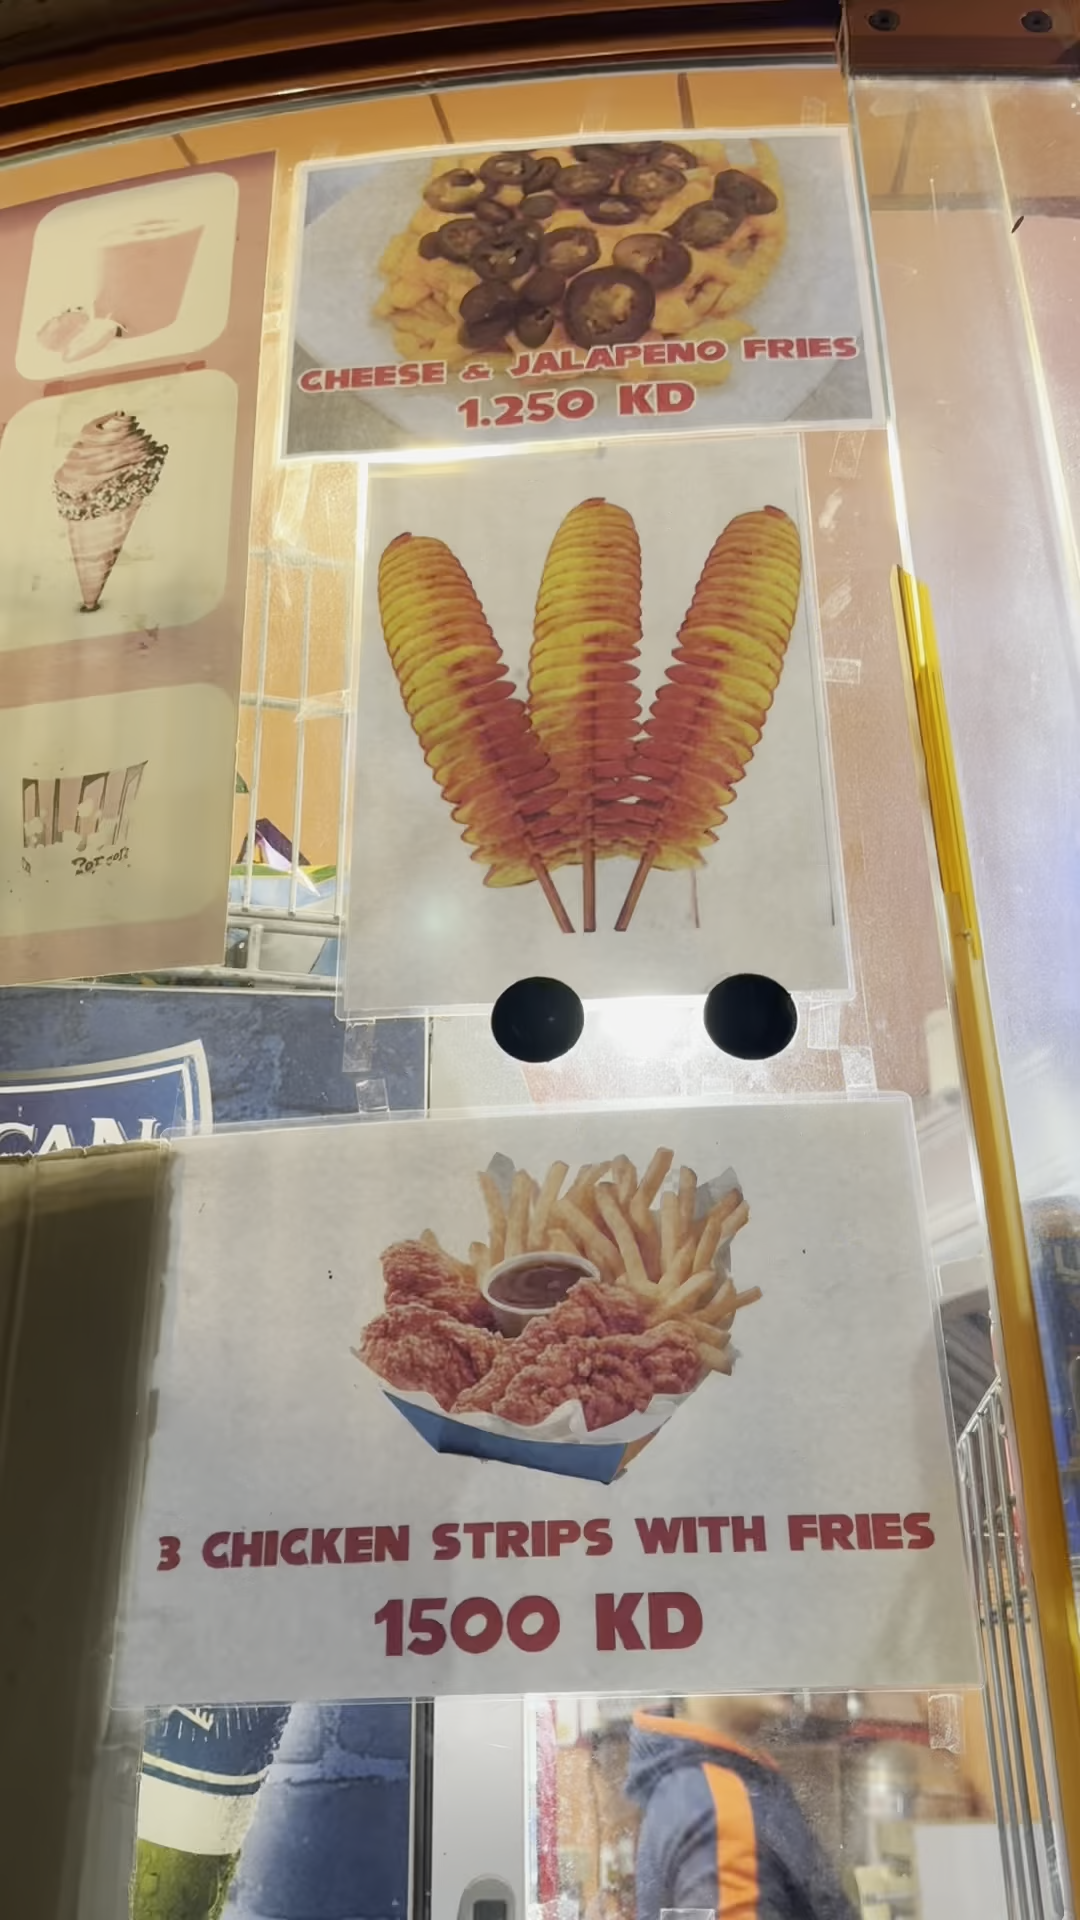 CHEESE & JALAPENO FRIES
1.250 KD
3 CHICKEN STRIPS WITH FRIES
1500 KD